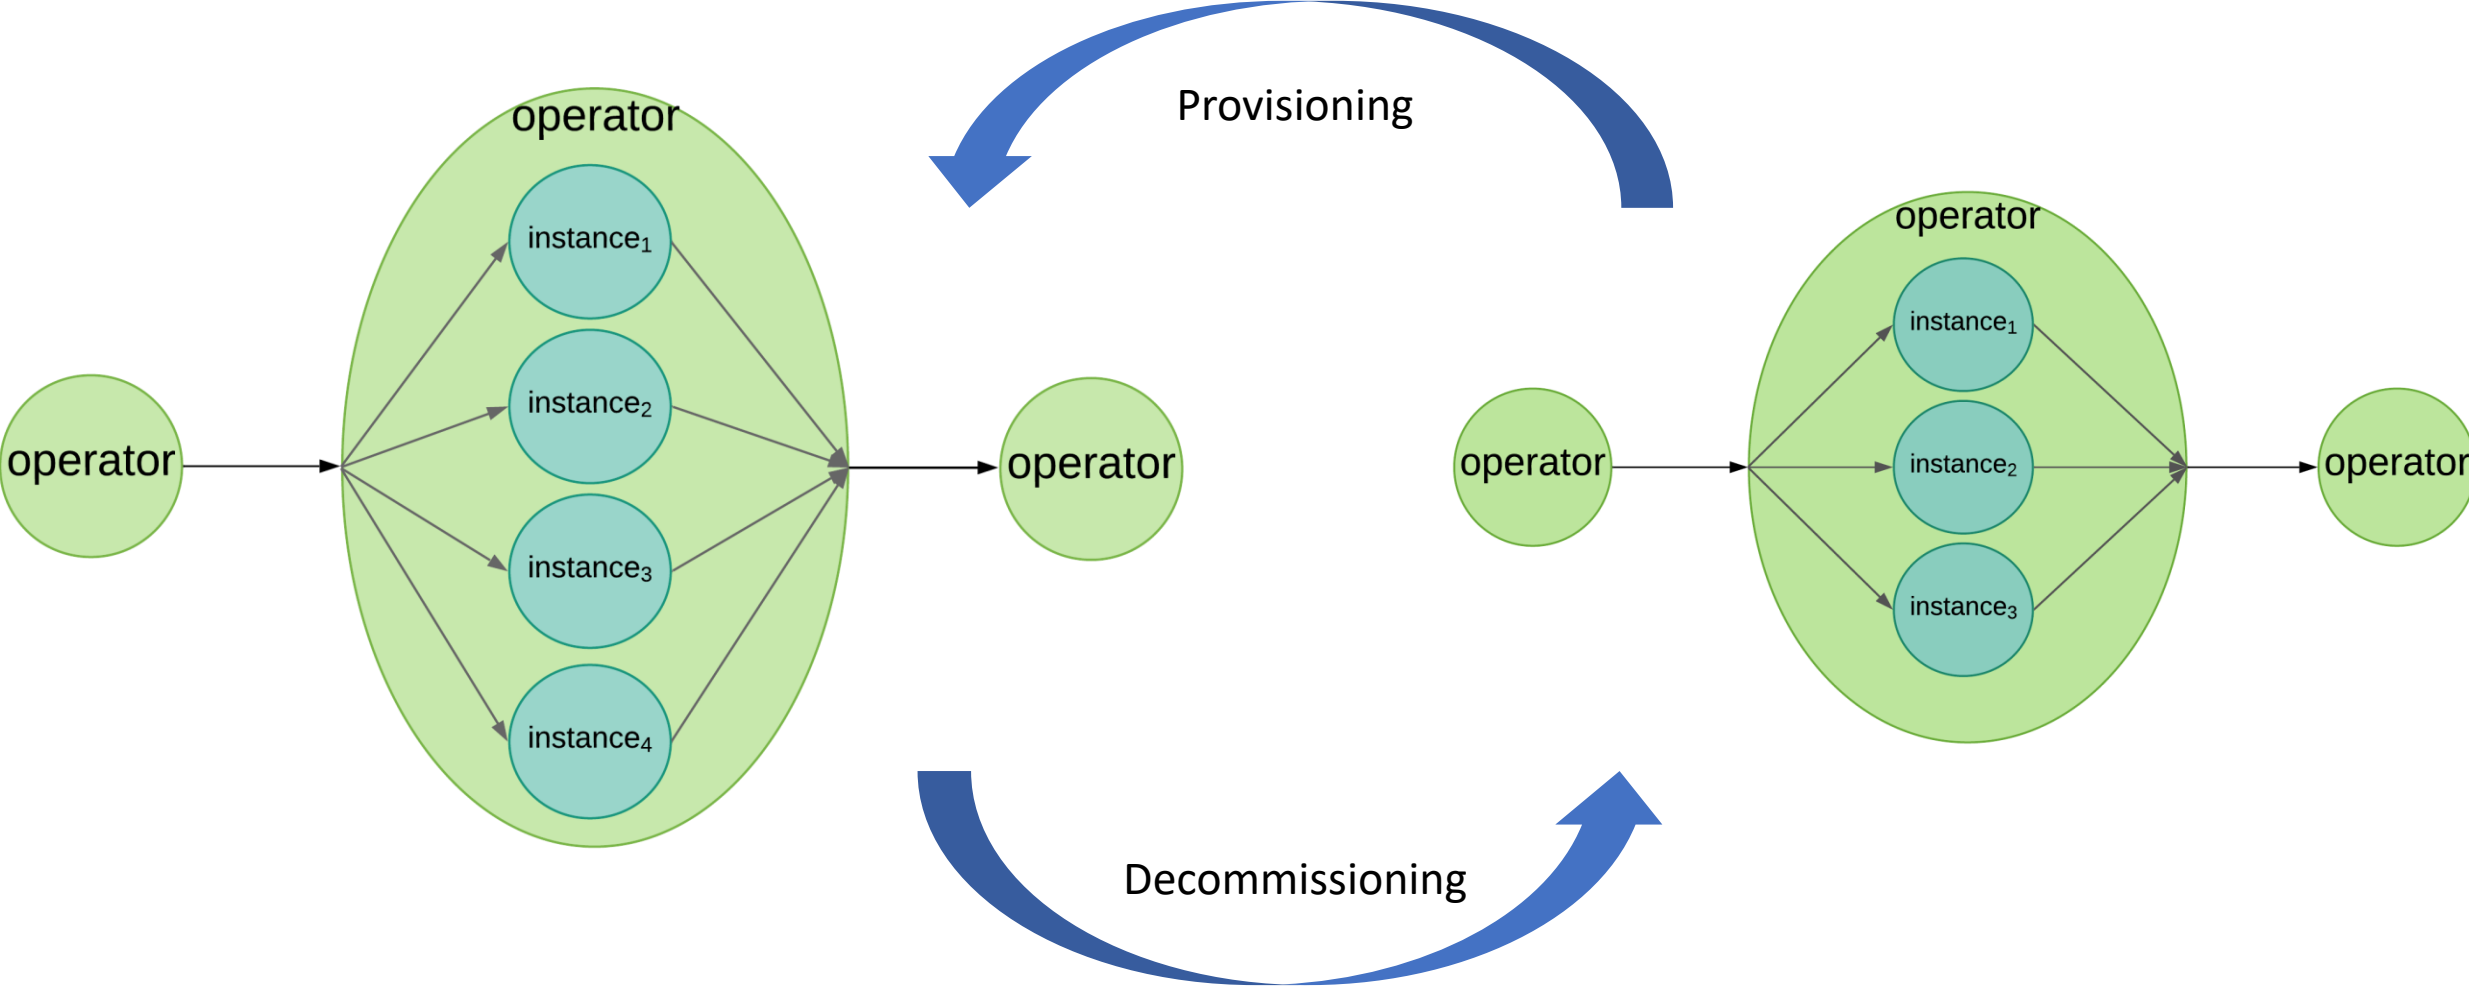 Provisioning
operator
instance₁
instance₂
instance₃
instance₄
operator
operator
operator
instance₁
instance₂
instance₃
operator
operator
Decommissioning